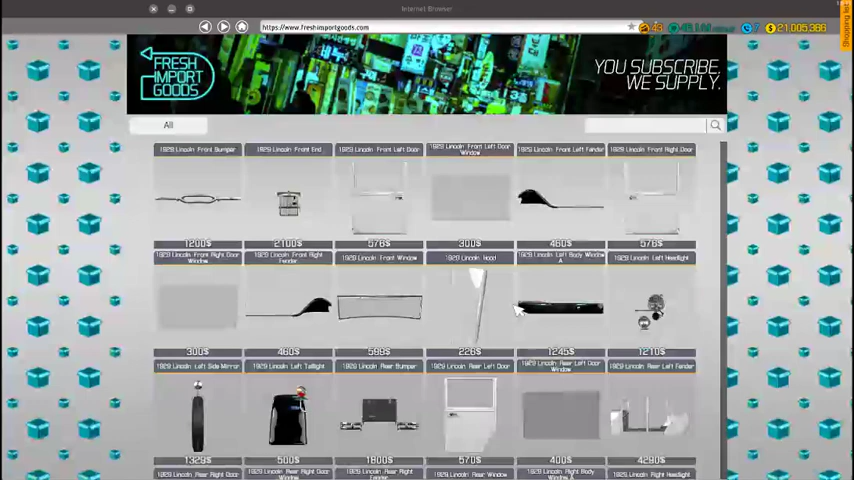 Internet Browser
https://www.freshimportgoods.com
43
21,005,366
Shopping list
FRESH
IMPORT
GOODS
YOU SUBSCRIBE.
WE SUPPLY.
All
1929 Lincoln Front Bumper
1929 Lincoln Front End
1929 Lincoln Front Left Door
1929 Lincoln Front Left Door
Window
1929 Lincoln Front Left Fender
1929 Lincoln Front Right Door
1200$
2100$
576$
300$
460$
576$
1929 Lincoln Front Right Door
Window
1929 Lincoln Front Right
Fender
1929 Lincoln Front Window
1929 Lincoln Hood
1929 Lincoln Left Body Window
A
1929 Lincoln Left Headlight
300$
460$
599$
226$
1245$
1210$
1929 Lincoln Left Side Mirror
1929 Lincoln Left Taillight
1929 Lincoln Rear Bumper
1929 Lincoln Rear Left Door
1929 Lincoln Rear Left Door
Window
1929 Lincoln Rear Left Fender
1329$
500$
1800$
570$
400$
4290$
1929 Lincoln Rear Right Door
1929 Lincoln Rear Right Door
Window
1929 Lincoln Rear Right
Fender
1929 Lincoln Rear Window
1929 Lincoln Right Body
Window A
1929 Lincoln Right Headlight